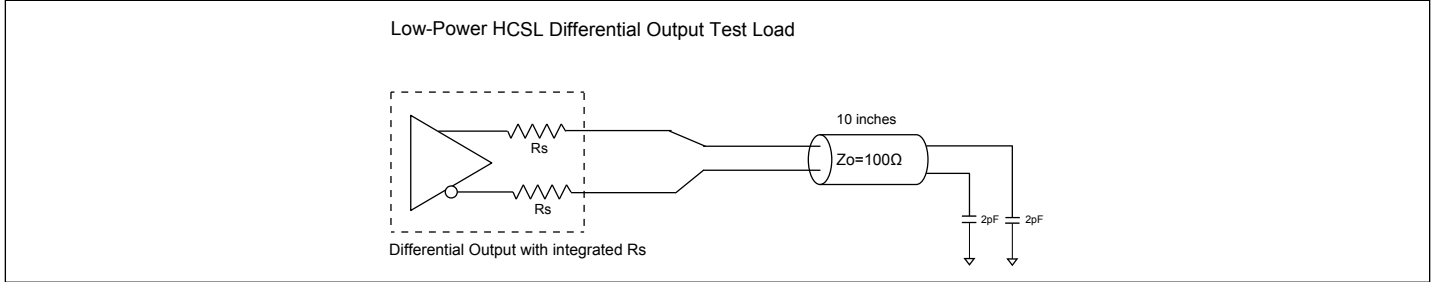 Low-Power HCSL Differential Output Test Load
10 inches
Rs
Zo=100Ω
Rs
2pF 2pF
Differential Output with integrated Rs